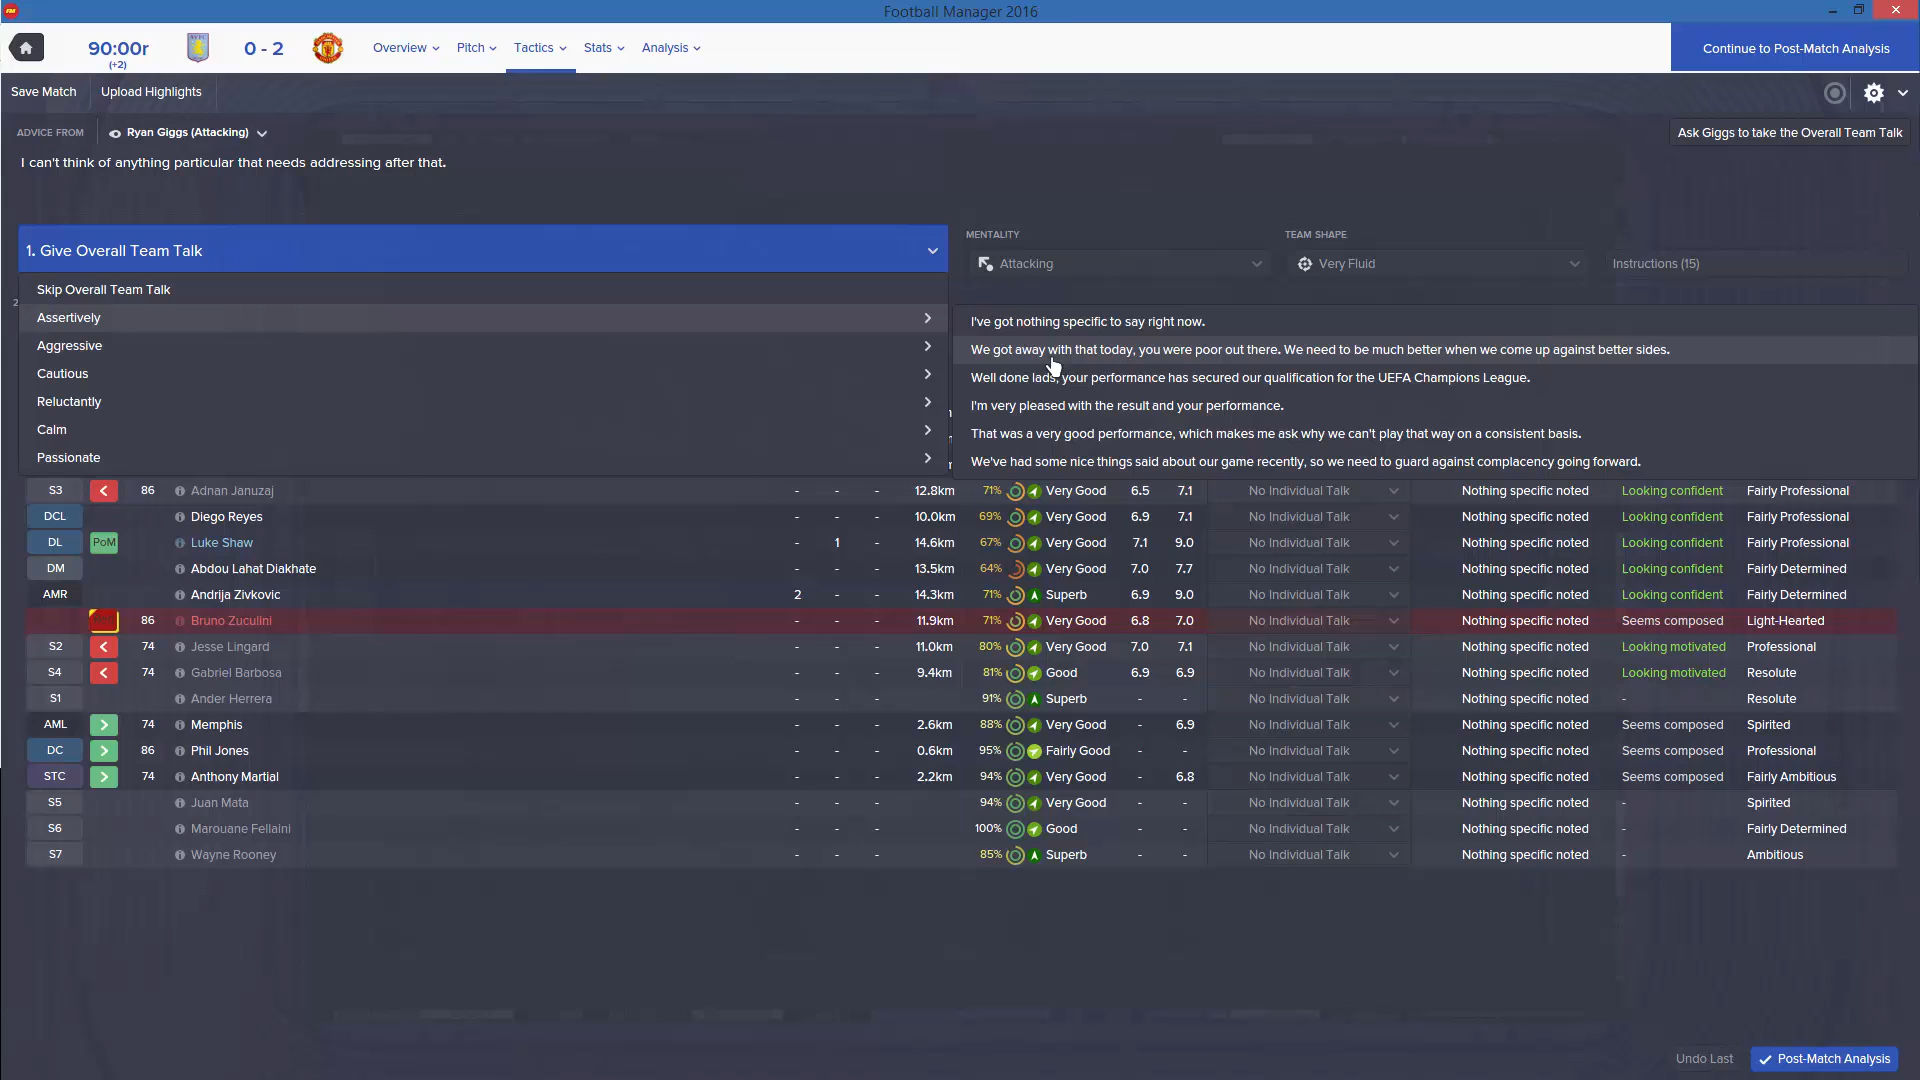 Football Manager 2016
90:00r
(+2)
0 - 2
Overview
Pitch
Tactics
Stats
Analysis
Continue to Post-Match Analysis
Save Match
Upload Highlights
ADVICE FROM
Ryan Giggs (Attacking)
Ask Giggs to take the Overall Team Talk
I can't think of anything particular that needs addressing after that.
1. Give Overall Team Talk
MENTALITY
Attacking
TEAM SHAPE
Very Fluid
Instructions (15)
Skip Overall Team Talk
Assertively
Aggressive
Cautious
Reluctantly
Calm
Passionate
I've got nothing specific to say right now.
We got away with that today, you were poor out there. We need to be much better when we come up against better sides.
Well done lads, your performance has secured our qualification for the UEFA Champions League.
I'm very pleased with the result and your performance.
That was a very good performance, which makes me ask why we can't play that way on a consistent basis.
We've had some nice things said about our game recently, so we need to guard against complacency going forward.
S3 86 Adnan Januzaj - - - 12.8km 71% Very Good 6.5 7.1 No Individual Talk Nothing specific noted Looking confident Fairly Professional
DCL Diego Reyes - - - 10.0km 69% Very Good 6.9 7.1 No Individual Talk Nothing specific noted Looking confident Fairly Professional
DL PoM Luke Shaw - 1 - 14.6km 67% Very Good 7.1 9.0 No Individual Talk Nothing specific noted Looking confident Fairly Professional
DM Abdou Lahat Diakhate - - - 13.5km 64% Very Good 7.0 7.7 No Individual Talk Nothing specific noted Looking confident Fairly Determined
AMR Andrija Zivkovic 2 - - 14.3km 71% Superb 6.9 9.0 No Individual Talk Nothing specific noted Looking confident Fairly Determined
86 Bruno Zuculini - - - 11.9km 71% Very Good 6.8 7.0 No Individual Talk Nothing specific noted Seems composed Light-Hearted
S2 74 Jesse Lingard - - - 11.0km 80% Very Good 7.0 7.1 No Individual Talk Nothing specific noted Looking motivated Professional
S4 74 Gabriel Barbosa - - - 9.4km 81% Good 6.9 6.9 No Individual Talk Nothing specific noted Looking motivated Resolute
S1 Ander Herrera - - - 91% Superb - - No Individual Talk Nothing specific noted - Resolute
AML 74 Memphis - - - 2.6km 88% Very Good - 6.9 No Individual Talk Nothing specific noted Seems composed Spirited
DC 86 Phil Jones - - - 0.6km 95% Fairly Good - - No Individual Talk Nothing specific noted Seems composed Professional
STC 74 Anthony Martial - - - 2.2km 94% Very Good - 6.8 No Individual Talk Nothing specific noted Seems composed Fairly Ambitious
S5 Juan Mata - - - 94% Very Good - - No Individual Talk Nothing specific noted - Spirited
S6 Marouane Fellaini - - - 100% Good - - No Individual Talk Nothing specific noted - Fairly Determined
S7 Wayne Rooney - - - 85% Superb - - No Individual Talk Nothing specific noted - Ambitious
Undo Last
Post-Match Analysis